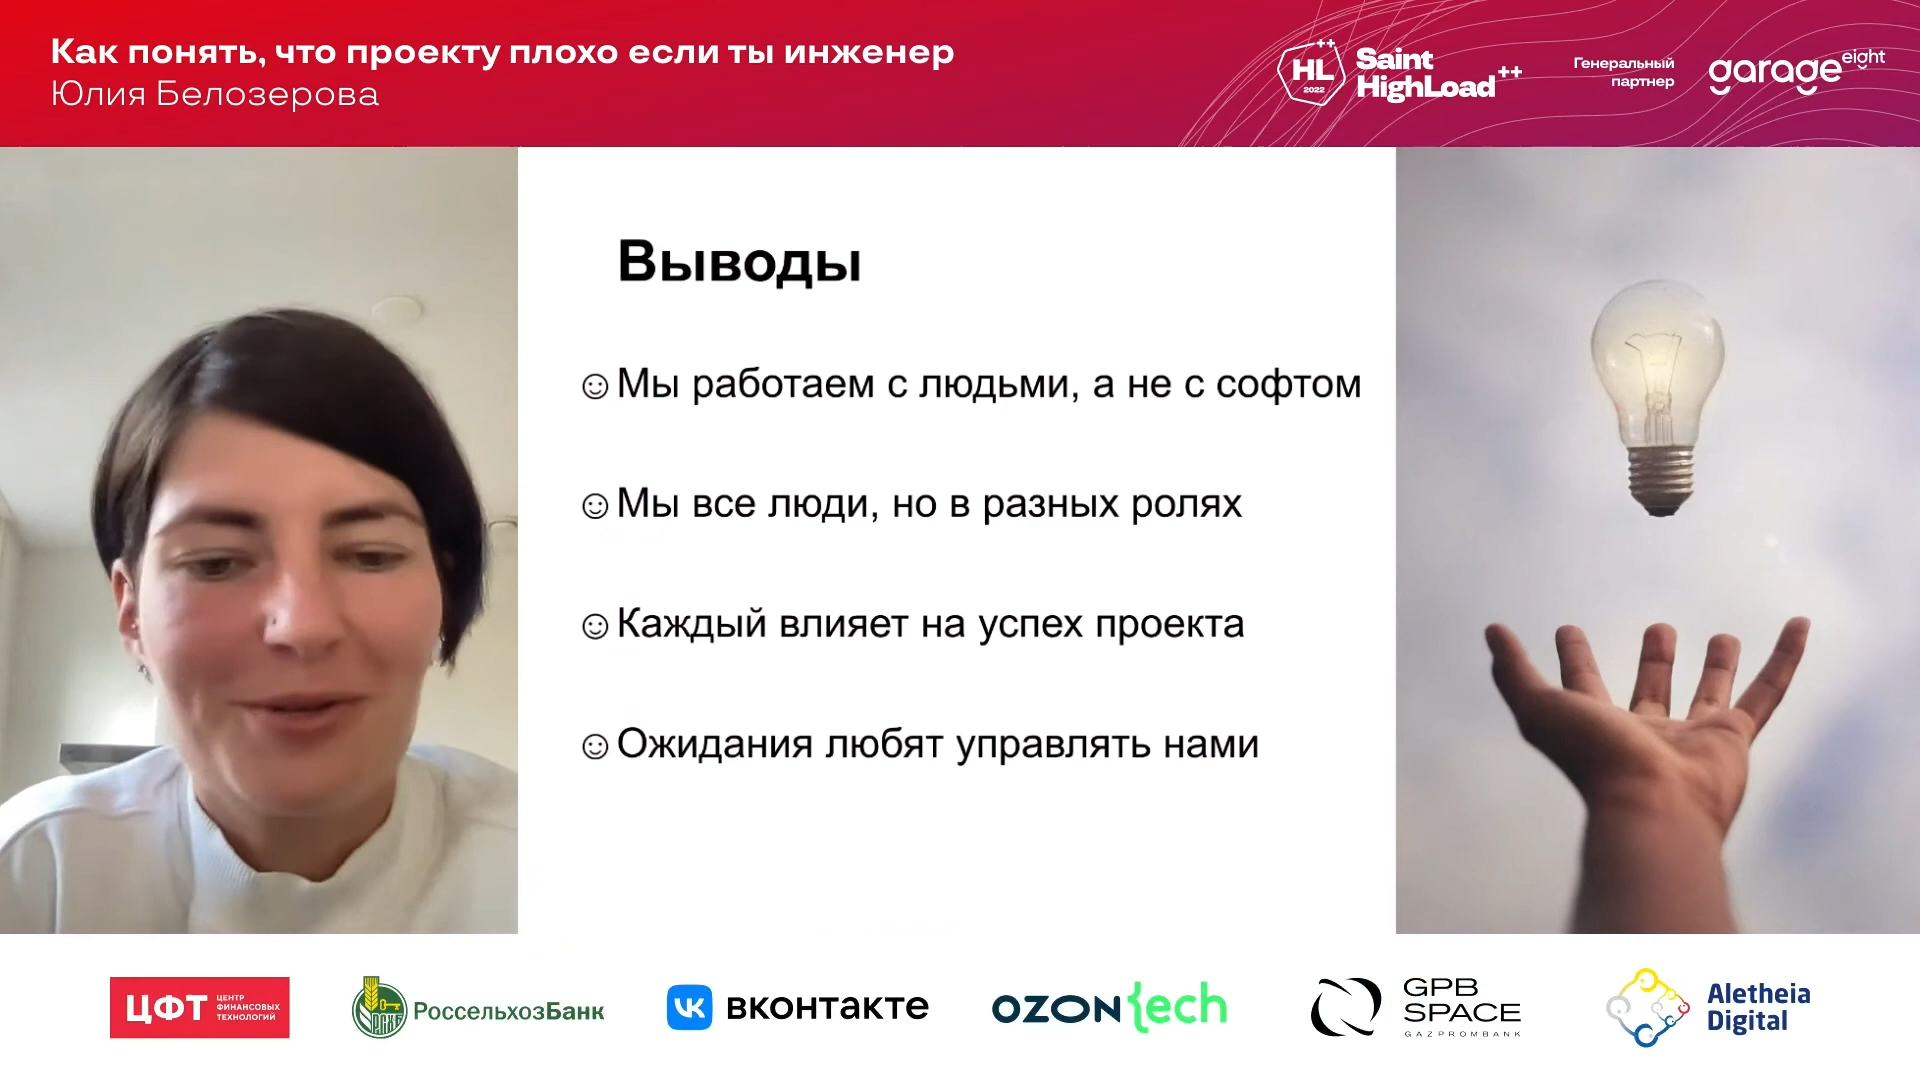 Как понять, что проекту плохо если ты инженер
Юлия Белозерова
HL
2022
Saint
HighLoad++
Генеральный
партнер
garage eight
Выводы
☺ Мы работаем с людьми, а не с софтом
☺ Мы все люди, но в разных ролях
☺ Каждый влияет на успех проекта
☺ Ожидания любят управлять нами
ЦФТ
ЦЕНТР
ФИНАНСОВЫХ
ТЕХНОЛОГИЙ
РСХБ
РоссельхозБанк
вконтакте
OZON{ech
GPB
SPACE
GAZPROMBANK
Aletheia
Digital